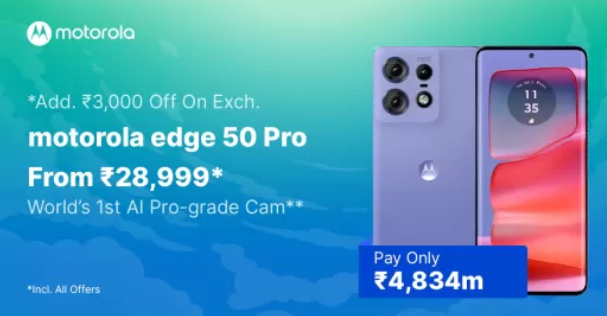 motorola
*Add. ₹3,000 Off On Exch.
motorola edge 50 Pro
From ₹28,999*
World's 1st AI Pro-grade Cam**
11
35
Pay Only
₹4,834m
*Incl. All Offers